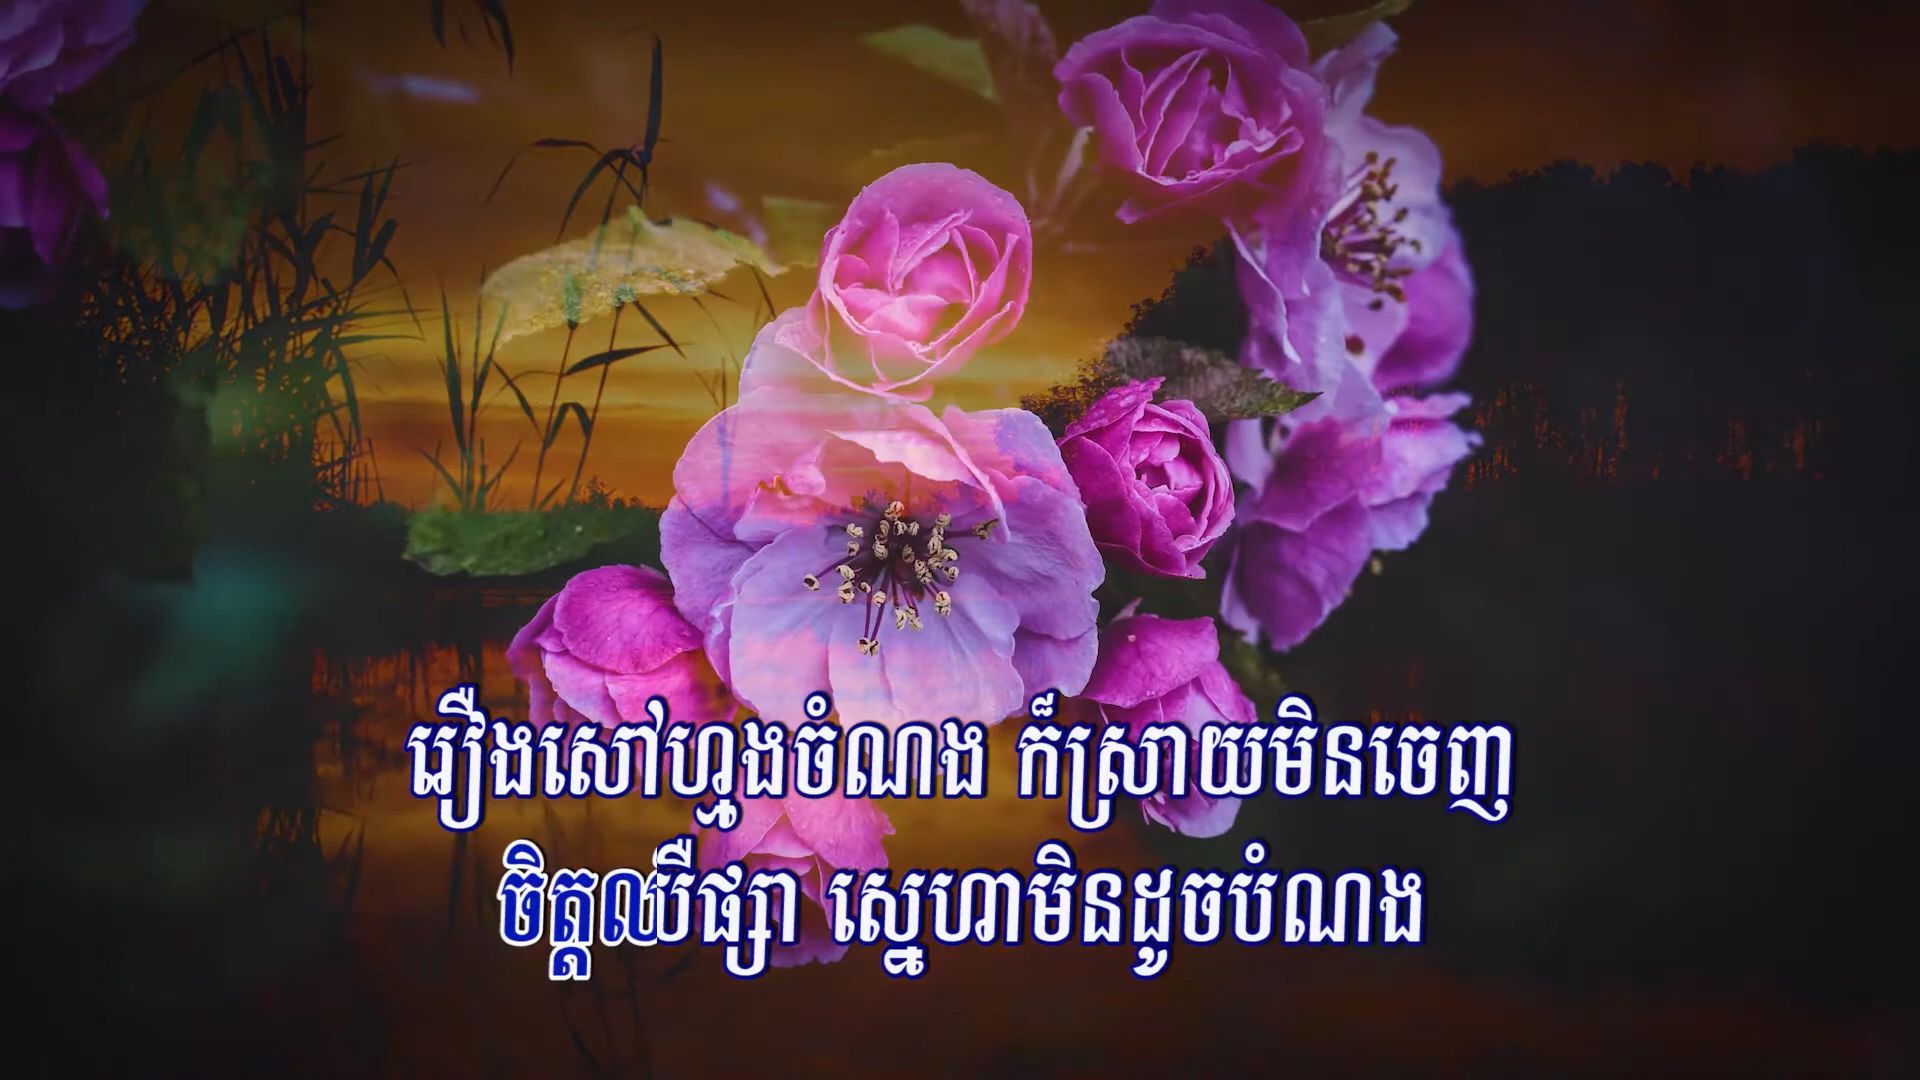 រឿងសៅហ្មងចំណង ក៏ស្រាយមិនចេញ
ចិត្តឈឺផ្សា ស្នេហាមិនដូចបំណង